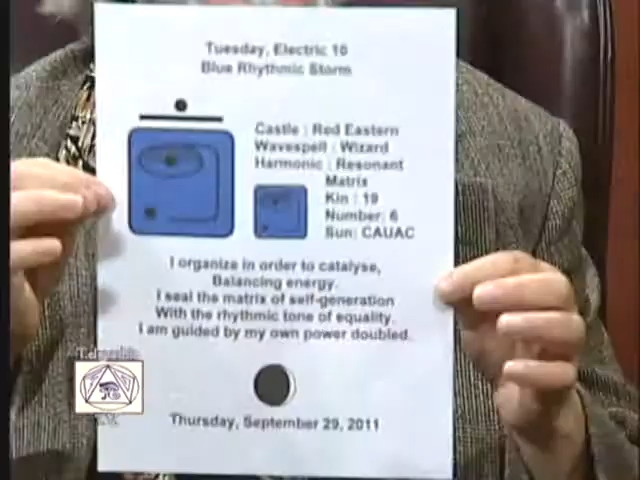 Tuesday, Electric 10
Blue Rhythmic Storm
Castle : Red Eastern
Wavespell : Wizard
Harmonic : Resonant
Matrix
Kin : 19
Number: 6
Sun: CAUAC
I organize in order to catalyse,
Balancing energy.
I seal the matrix of self-generation
With the rhythmic tone of equality.
I am guided by my own power doubled.
Thursday, September 29, 2011